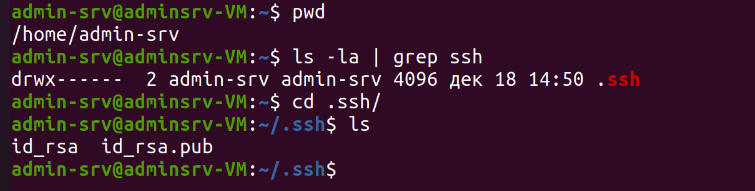 admin-srv@adminsrv-VM:~$ pwd
/home/admin-srv
admin-srv@adminsrv-VM:~$ ls -la | grep ssh
drwx------  2 admin-srv admin-srv 4096 дек 18 14:50 .ssh
admin-srv@adminsrv-VM:~$ cd .ssh/
admin-srv@adminsrv-VM:~/.ssh$ ls
id_rsa  id_rsa.pub
admin-srv@adminsrv-VM:~/.ssh$